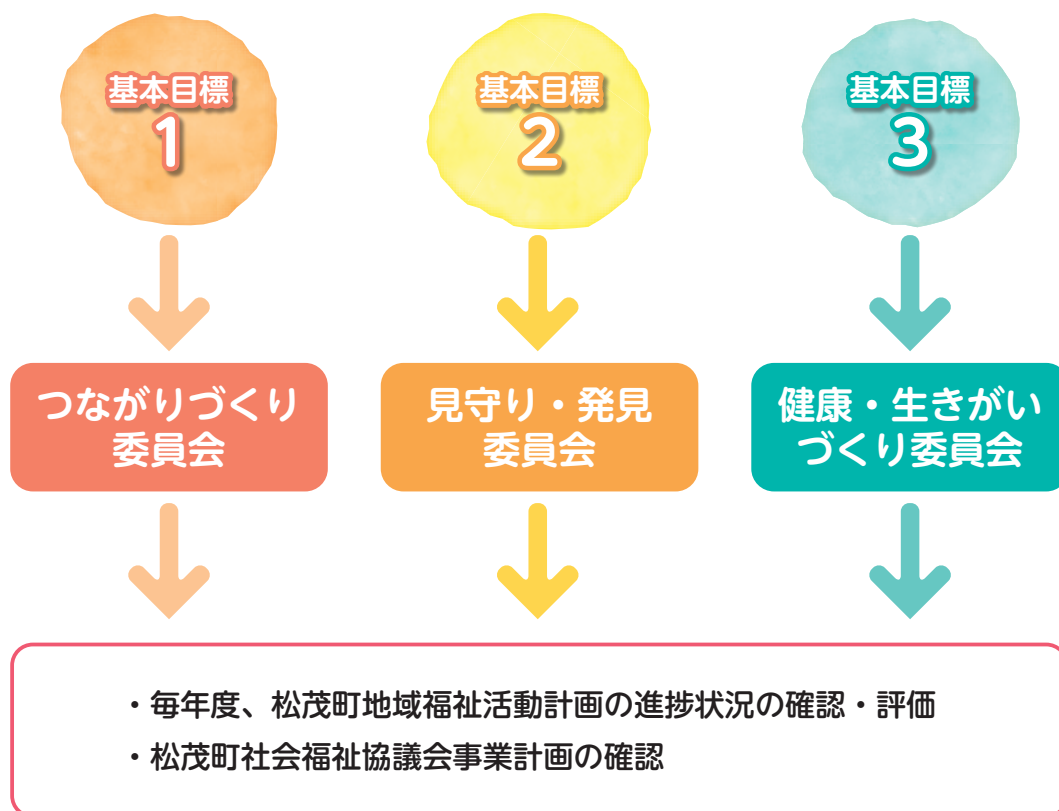 基本目標
1
基本目標
2
基本目標
3
つながりづくり
委員会
見守り・発見
委員会
健康・生きがい
づくり委員会
・毎年度、松茂町地域福祉活動計画の進捗状況の確認・評価
・松茂町社会福祉協議会事業計画の確認